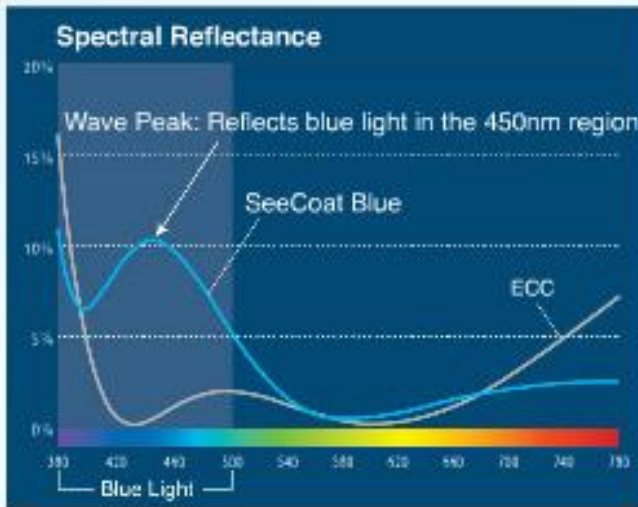 Spectral Reflectance
20%
Wave Peak: Reflects blue light in the 450nm region
15%
SeeCoat Blue
10%
ECC
5%
0%
380 420 460 500 540 580 620 660 700 740 780
Blue Light